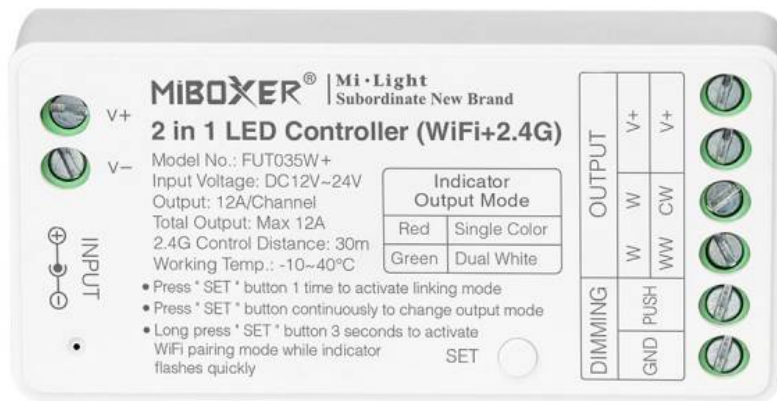 V+
V−
INPUT
MiBOXER® | Mi·Light
Subordinate New Brand
2 in 1 LED Controller (WiFi+2.4G)
Model No.: FUT035W+
Input Voltage: DC12V~24V
Output: 12A/Channel
Total Output: Max 12A
2.4G Control Distance: 30m
Working Temp.: -10~40°C
Indicator
Output Mode
Red Single Color
Green Dual White
• Press " SET " button 1 time to activate linking mode
• Press " SET " button continuously to change output mode
• Long press " SET " button 3 seconds to activate
WiFi pairing mode while indicator
flashes quickly
SET
OUTPUT
V+ V+
W CW
W WW
DIMMING
PUSH
GND